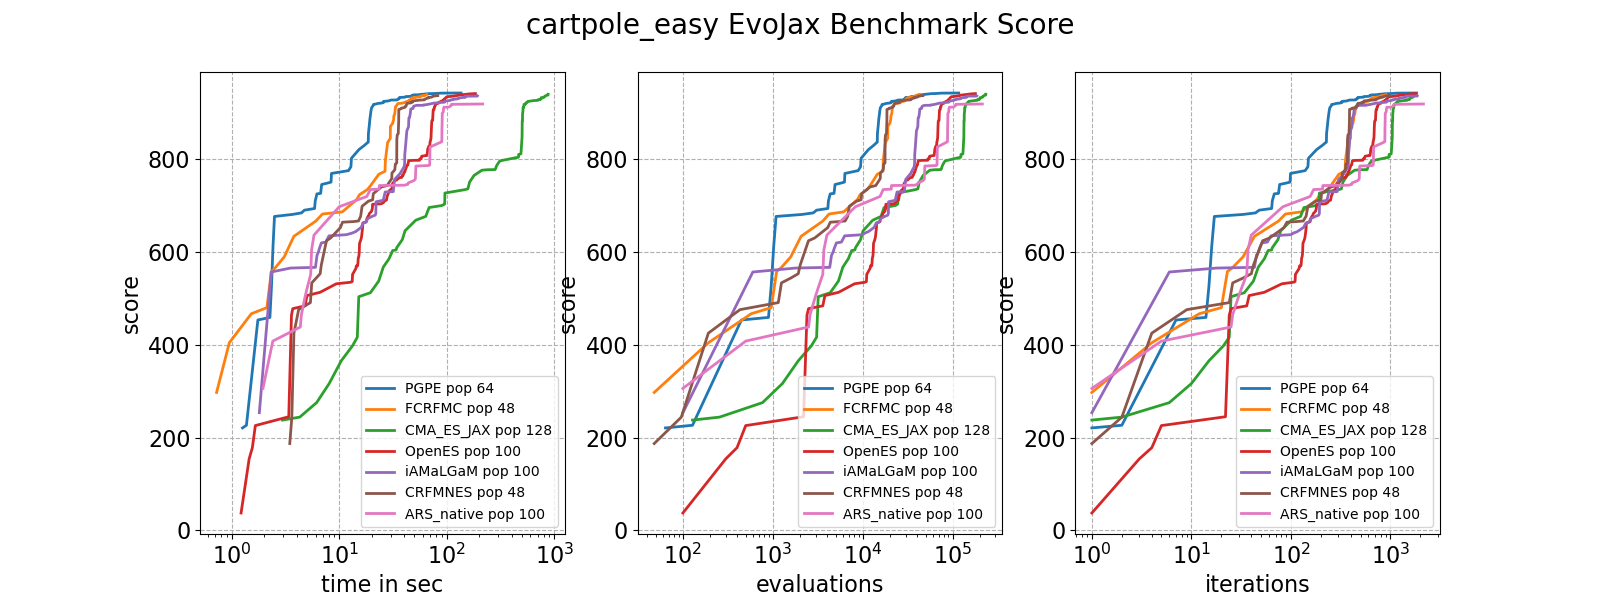 cartpole_easy EvoJax Benchmark Score
score
800
600
400
200
0
10^0
10^1
10^2
10^3
time in sec
PGPE pop 64
FCRFMC pop 48
CMA_ES_JAX pop 128
OpenES pop 100
iAMaLGaM pop 100
CRFMNES pop 48
ARS_native pop 100
score
800
600
400
200
0
10^2
10^3
10^4
10^5
evaluations
PGPE pop 64
FCRFMC pop 48
CMA_ES_JAX pop 128
OpenES pop 100
iAMaLGaM pop 100
CRFMNES pop 48
ARS_native pop 100
score
800
600
400
200
0
10^0
10^1
10^2
10^3
iterations
PGPE pop 64
FCRFMC pop 48
CMA_ES_JAX pop 128
OpenES pop 100
iAMaLGaM pop 100
CRFMNES pop 48
ARS_native pop 100